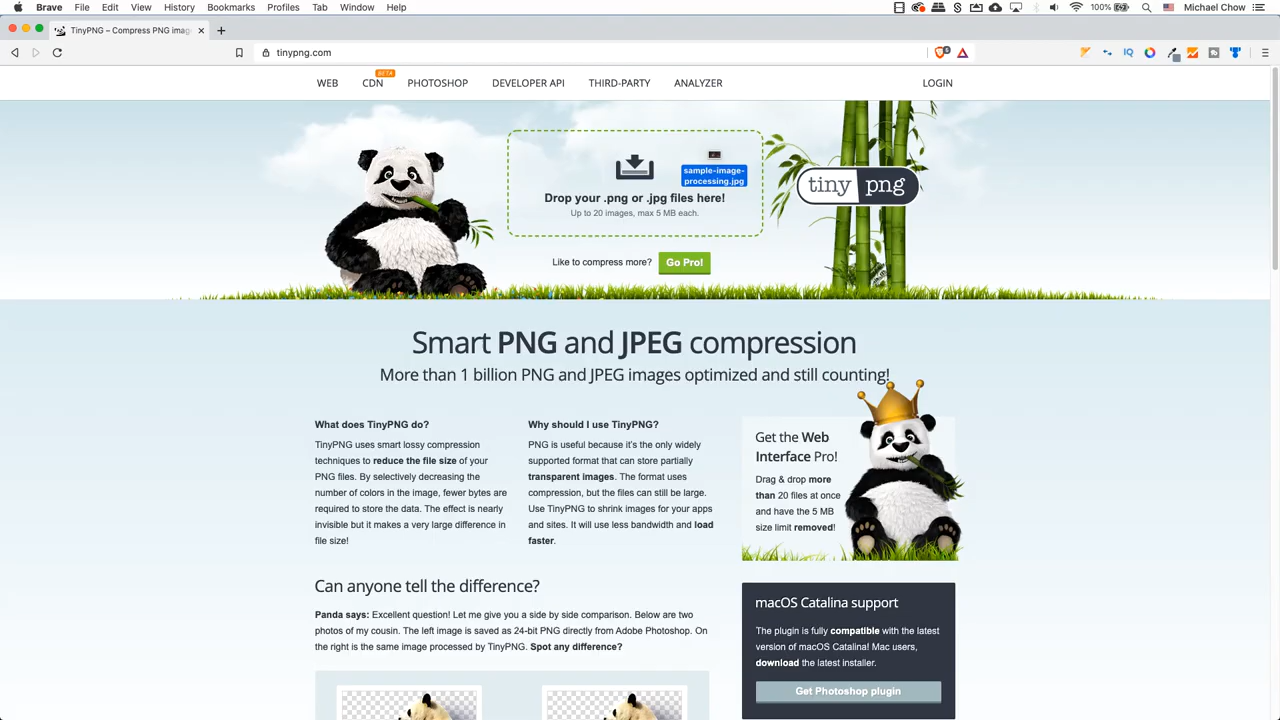 Brave File Edit View History Bookmarks Profiles Tab Window Help
100% Michael Chow
TinyPNG – Compress PNG imag
tinypng.com
WEB
CDN
BETA
PHOTOSHOP
DEVELOPER API
THIRD-PARTY
ANALYZER
LOGIN
sample-image-
processing.jpg
Drop your .png or .jpg files here!
Up to 20 images, max 5 MB each.
tiny png
Like to compress more? Go Pro!
Smart PNG and JPEG compression
More than 1 billion PNG and JPEG images optimized and still counting!
What does TinyPNG do?
TinyPNG uses smart lossy compression
techniques to reduce the file size of your
PNG files. By selectively decreasing the
number of colors in the image, fewer bytes are
required to store the data. The effect is nearly
invisible but it makes a very large difference in
file size!
Why should I use TinyPNG?
PNG is useful because it's the only widely
supported format that can store partially
transparent images. The format uses
compression, but the files can still be large.
Use TinyPNG to shrink images for your apps
and sites. It will use less bandwidth and load
faster.
Get the Web
Interface Pro!
Drag & drop more
than 20 files at once
and have the 5 MB
size limit removed!
Can anyone tell the difference?
Panda says: Excellent question! Let me give you a side by side comparison. Below are two
photos of my cousin. The left image is saved as 24-bit PNG directly from Adobe Photoshop. On
the right is the same image processed by TinyPNG. Spot any difference?
macOS Catalina support
The plugin is fully compatible with the latest
version of macOS Catalina! Mac users,
download the latest installer.
Get Photoshop plugin